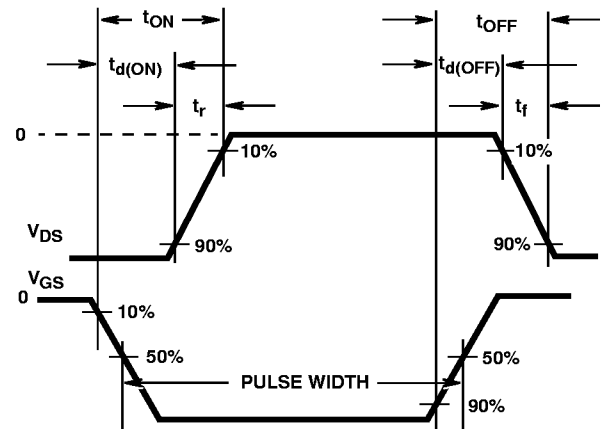 tON tOFF
td(ON) td(OFF)
tr tf
0
10% 10%
VDS 90% 90%
VGS
0
10%
50% 50%
PULSE WIDTH
90%